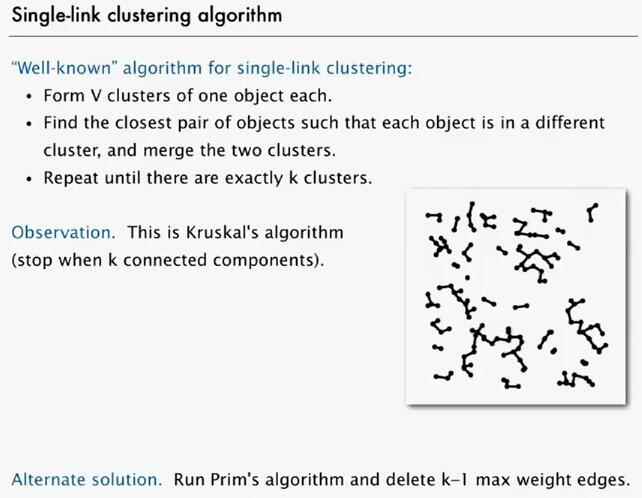 Single-link clustering algorithm
“Well-known” algorithm for single-link clustering:
• Form V clusters of one object each.
• Find the closest pair of objects such that each object is in a different
cluster, and merge the two clusters.
• Repeat until there are exactly k clusters.
Observation. This is Kruskal's algorithm
(stop when k connected components).
Alternate solution. Run Prim's algorithm and delete k–1 max weight edges.